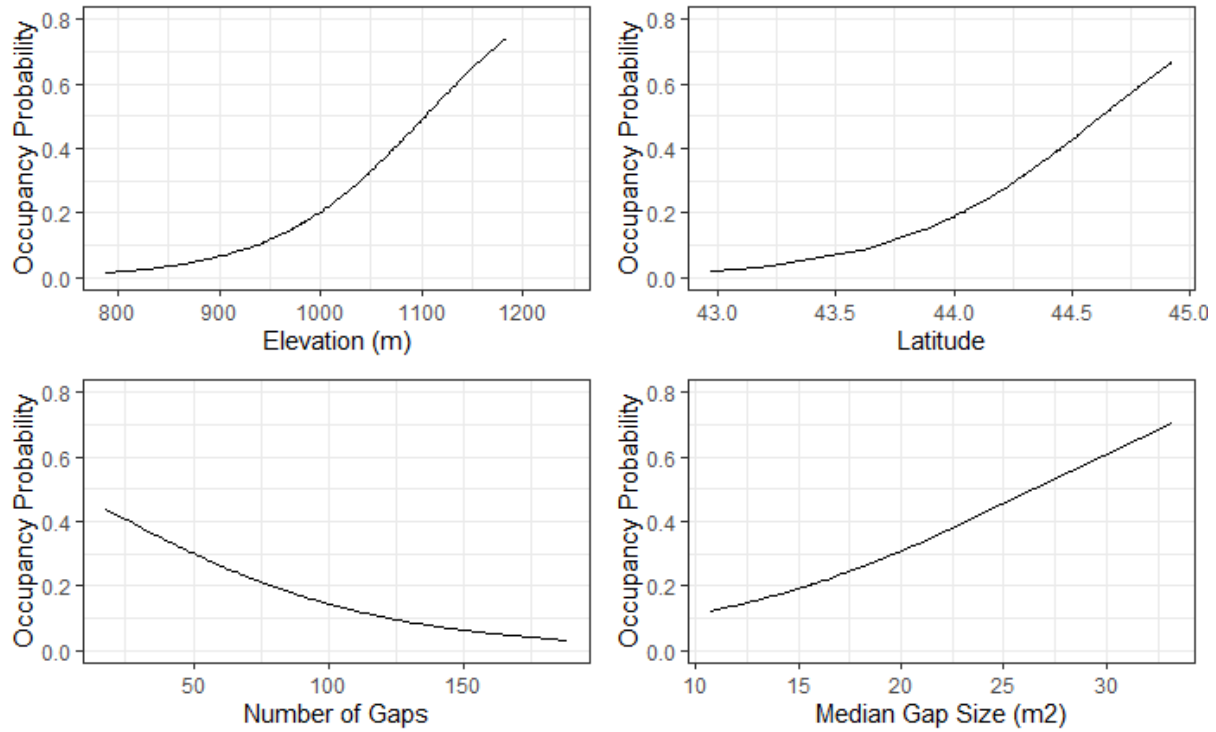 Occupancy Probability
0.8
0.6
0.4
0.2
0.0
800 900 1000 1100 1200
Elevation (m)
Occupancy Probability
0.8
0.6
0.4
0.2
0.0
43.0 43.5 44.0 44.5 45.0
Latitude
Occupancy Probability
0.8
0.6
0.4
0.2
0.0
50 100 150
Number of Gaps
Occupancy Probability
0.8
0.6
0.4
0.2
0.0
10 15 20 25 30
Median Gap Size (m2)